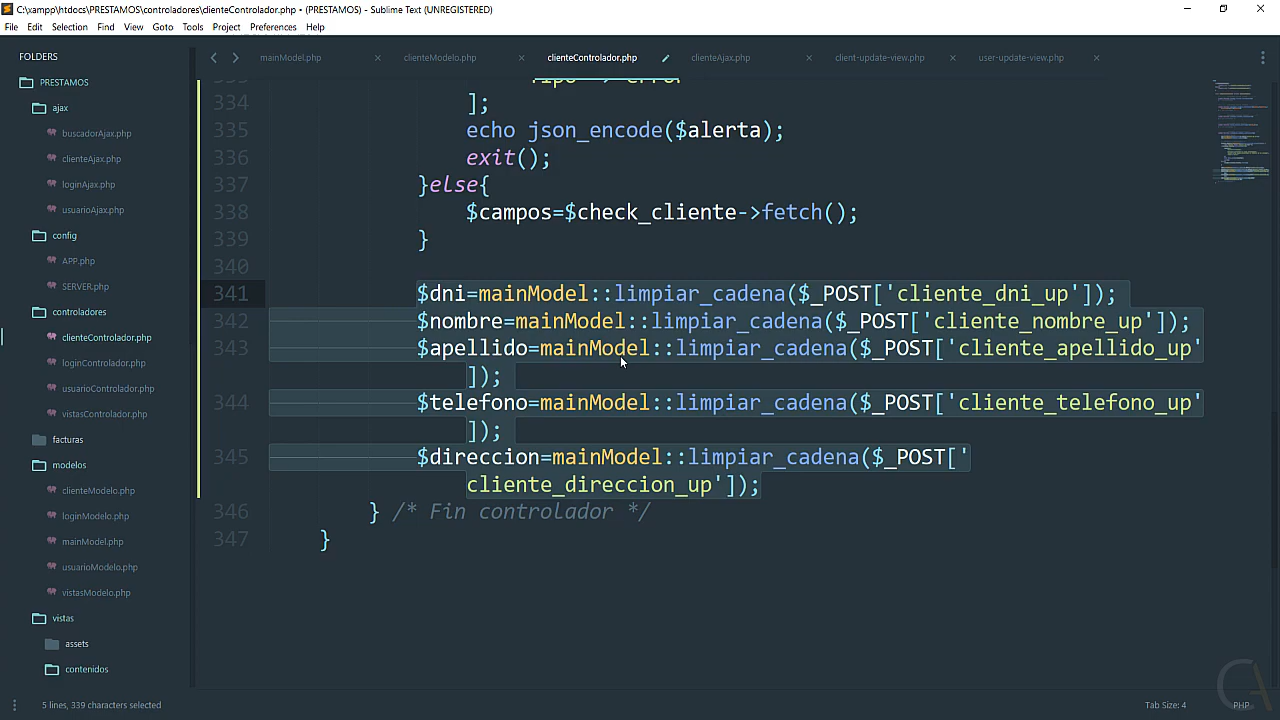 C:\xampp\htdocs\PRESTAMOS\controladores\clienteControlador.php • (PRESTAMOS) - Sublime Text (UNREGISTERED)
File Edit Selection Find View Goto Tools Project Preferences Help
FOLDERS
PRESTAMOS
ajax
buscadorAjax.php
clienteAjax.php
loginAjax.php
usuarioAjax.php
config
APP.php
SERVER.php
controladores
clienteControlador.php
loginControlador.php
usuarioControlador.php
vistasControlador.php
facturas
modelos
clienteModelo.php
loginModelo.php
mainModel.php
usuarioModelo.php
vistasModelo.php
vistas
assets
contenidos
mainModel.php clienteModelo.php clienteControlador.php clienteAjax.php client-update-view.php user-update-view.php
334 ];
335 echo json_encode($alerta);
336 exit();
337 }else{
338 $campos=$check_cliente->fetch();
339 }
340
341 $dni=mainModel::limpiar_cadena($_POST['cliente_dni_up']);
342 $nombre=mainModel::limpiar_cadena($_POST['cliente_nombre_up']);
343 $apellido=mainModel::limpiar_cadena($_POST['cliente_apellido_up'
]);
344 $telefono=mainModel::limpiar_cadena($_POST['cliente_telefono_up'
]);
345 $direccion=mainModel::limpiar_cadena($_POST['
cliente_direccion_up']);
346 } /* Fin controlador */
347 }
5 lines, 339 characters selected Tab Size: 4 PHP